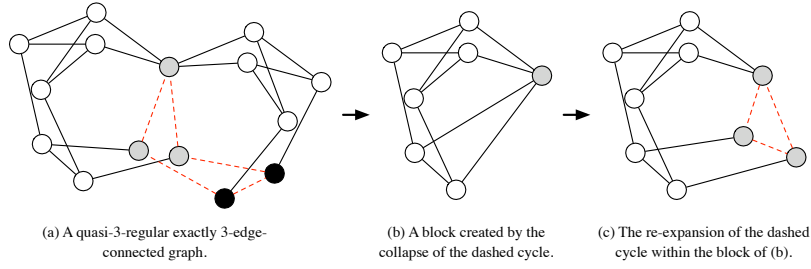 (a) A quasi-3-regular exactly 3-edge-
connected graph.
(b) A block created by the
collapse of the dashed cycle.
(c) The re-expansion of the dashed
cycle within the block of (b).